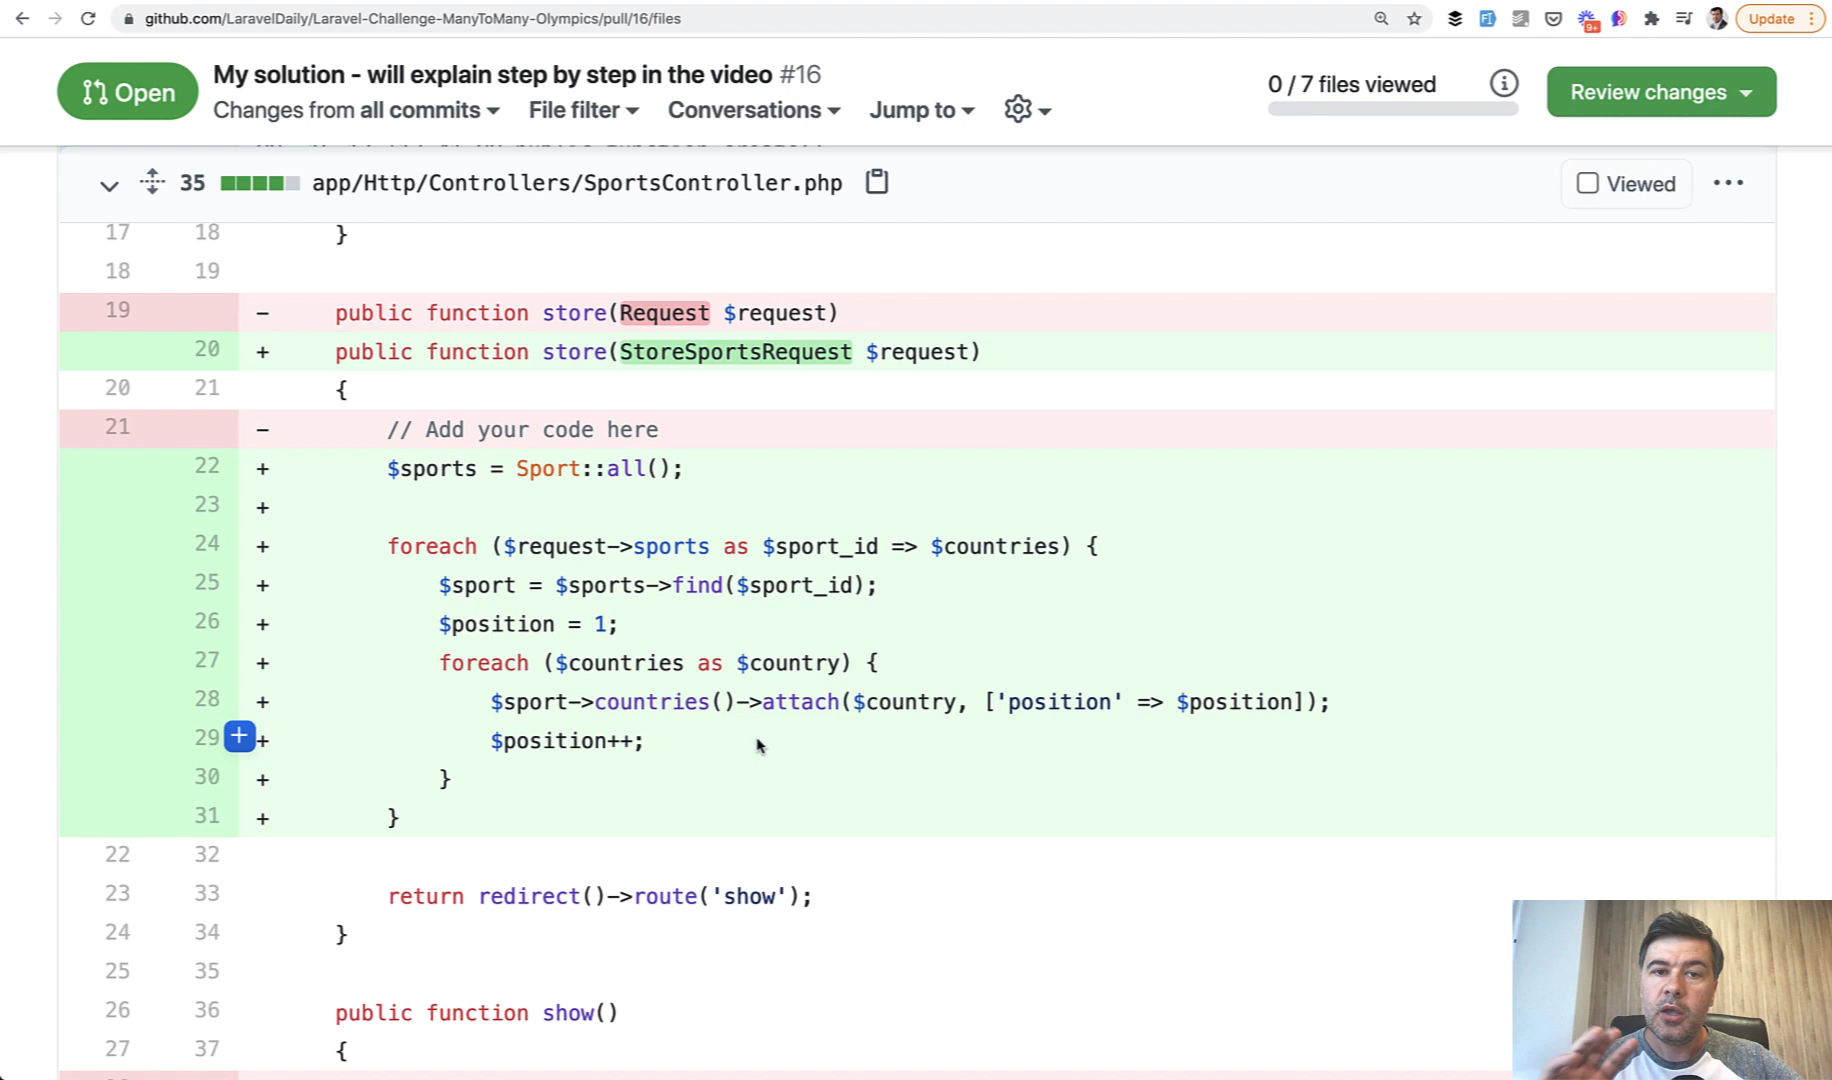 github.com/LaravelDaily/Laravel-Challenge-ManyToMany-Olympics/pull/16/files
9+
Update
Open
My solution - will explain step by step in the video #16
Changes from all commits
File filter
Conversations
Jump to
0 / 7 files viewed
Review changes
35
app/Http/Controllers/SportsController.php
Viewed
17 18 }
18 19
19 - public function store(Request $request)
20 + public function store(StoreSportsRequest $request)
20 21 {
21 - // Add your code here
22 + $sports = Sport::all();
23 +
24 + foreach ($request->sports as $sport_id => $countries) {
25 + $sport = $sports->find($sport_id);
26 + $position = 1;
27 + foreach ($countries as $country) {
28 + $sport->countries()->attach($country, ['position' => $position]);
29 + $position++;
30 + }
31 + }
22 32
23 33 return redirect()->route('show');
24 34 }
25 35
26 36 public function show()
27 37 {